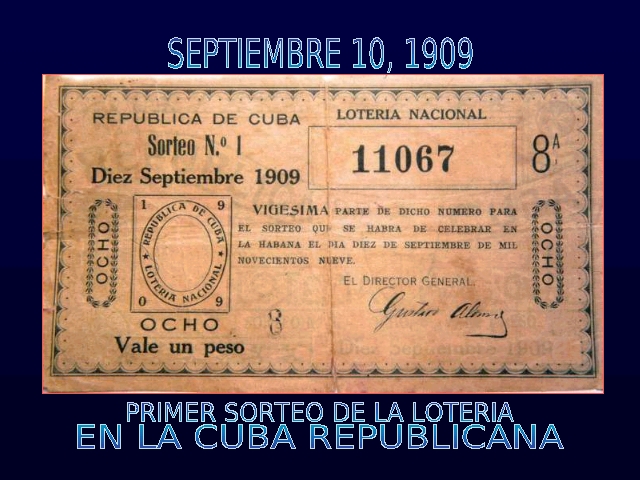 SEPTIEMBRE 10, 1909
REPUBLICA DE CUBA
LOTERIA NACIONAL
Sorteo N.º 1
11067
8ᴬ
Diez Septiembre 1909
1 9
REPUBLICA DE CUBA
LOTERIA NACIONAL
0 9
VIGESIMA PARTE DE DICHO NUMERO PARA
EL SORTEO QUE SE HABRA DE CELEBRAR EN
LA HABANA EL DIA DIEZ DE SEPTIEMBRE DE MIL
NOVECIENTOS NUEVE.
OCHO
OCHO
EL DIRECTOR GENERAL.
Gustavo Alonso
OCHO
8
Vale un peso
PRIMER SORTEO DE LA LOTERIA
EN LA CUBA REPUBLICANA